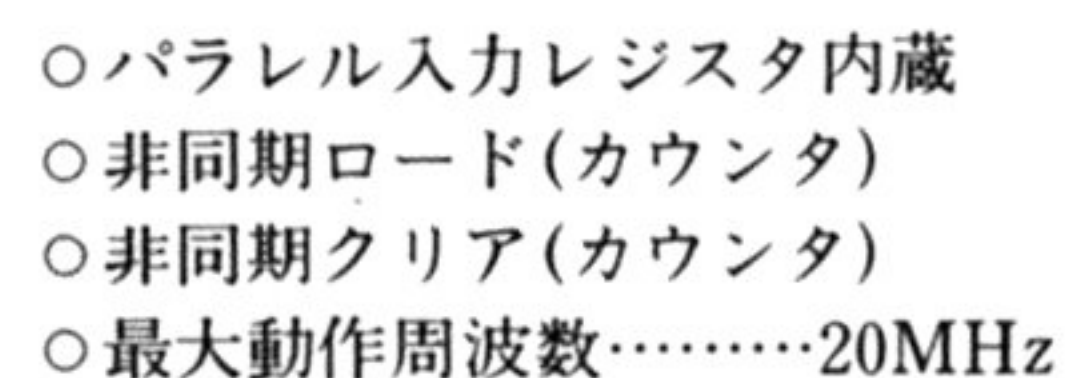 ○パラレル入力レジスタ内蔵
○非同期ロード(カウンタ)
○非同期クリア(カウンタ)
○最大動作周波数………20MHz